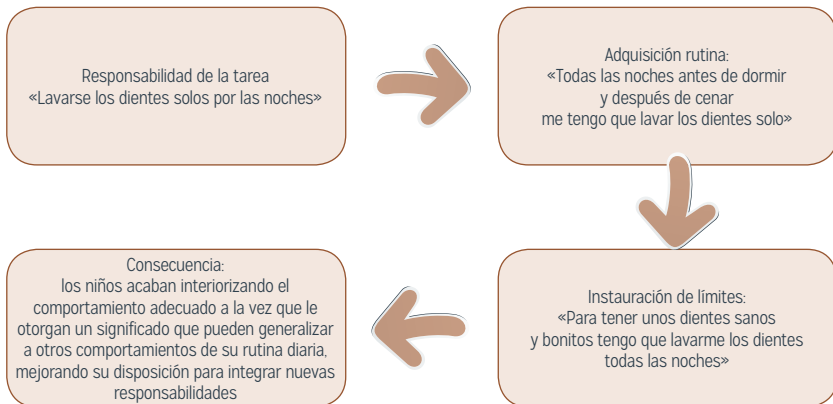 Responsabilidad de la tarea
«Lavarse los dientes solos por las noches»
Adquisición rutina:
«Todas las noches antes de dormir
y después de cenar
me tengo que lavar los dientes solo»
Instauración de límites:
«Para tener unos dientes sanos
y bonitos tengo que lavarme los dientes
todas las noches»
Consecuencia:
los niños acaban interiorizando el
comportamiento adecuado a la vez que le
otorgan un significado que pueden generalizar
a otros comportamientos de su rutina diaria,
mejorando su disposición para integrar nuevas
responsabilidades